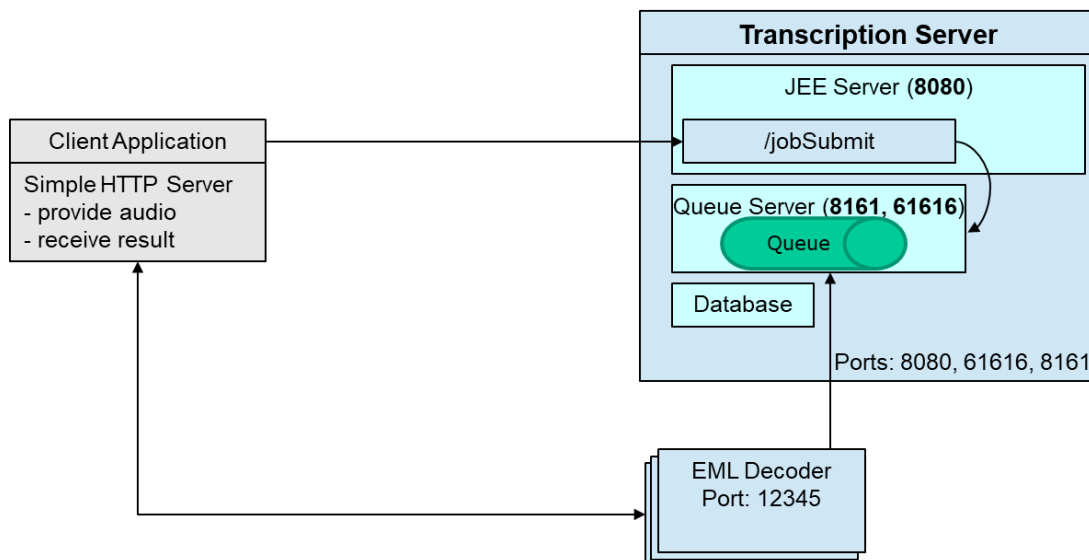 Transcription Server
JEE Server (8080)
/jobSubmit
Queue Server (8161, 61616)
Queue
Database
Ports: 8080, 61616, 8161
Client Application
Simple HTTP Server
- provide audio
- receive result
EML Decoder
Port: 12345